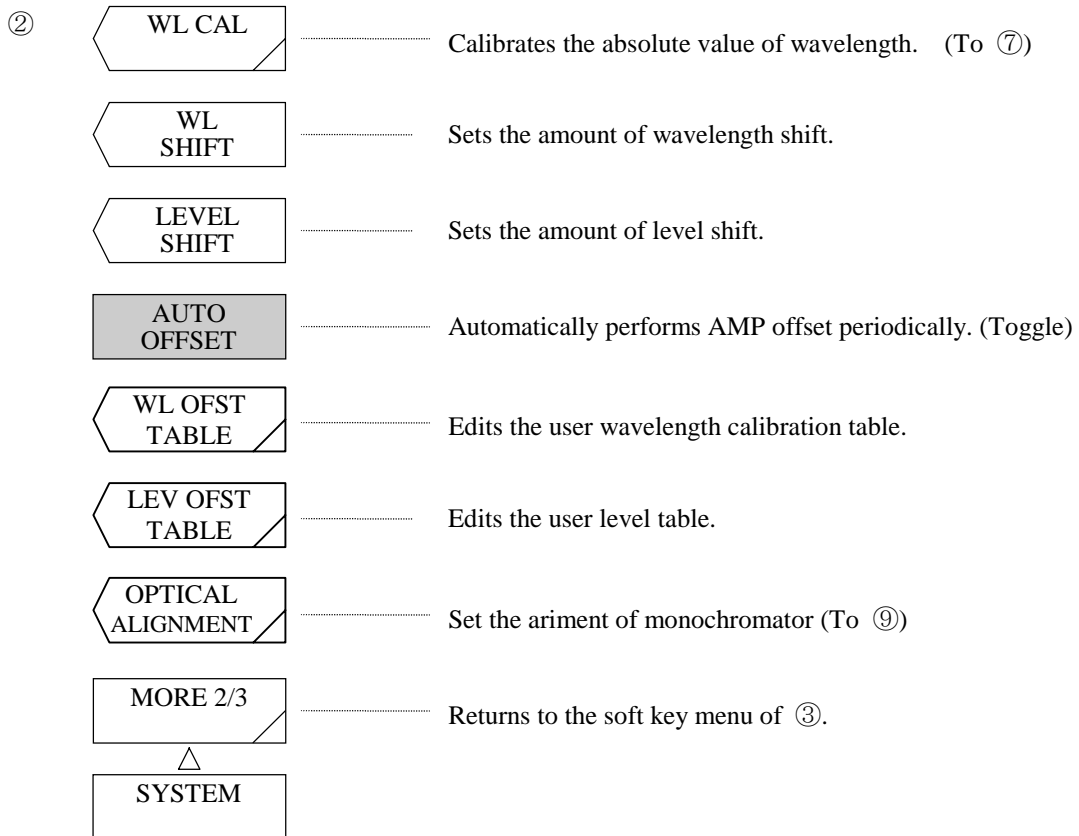 ②
WL CAL
Calibrates the absolute value of wavelength. (To ⑦)
WL
SHIFT
Sets the amount of wavelength shift.
LEVEL
SHIFT
Sets the amount of level shift.
AUTO
OFFSET
Automatically performs AMP offset periodically. (Toggle)
WL OFST
TABLE
Edits the user wavelength calibration table.
LEV OFST
TABLE
Edits the user level table.
OPTICAL
ALIGNMENT
Set the ariment of monochromator (To ⑨)
MORE 2/3
Returns to the soft key menu of ③.
SYSTEM